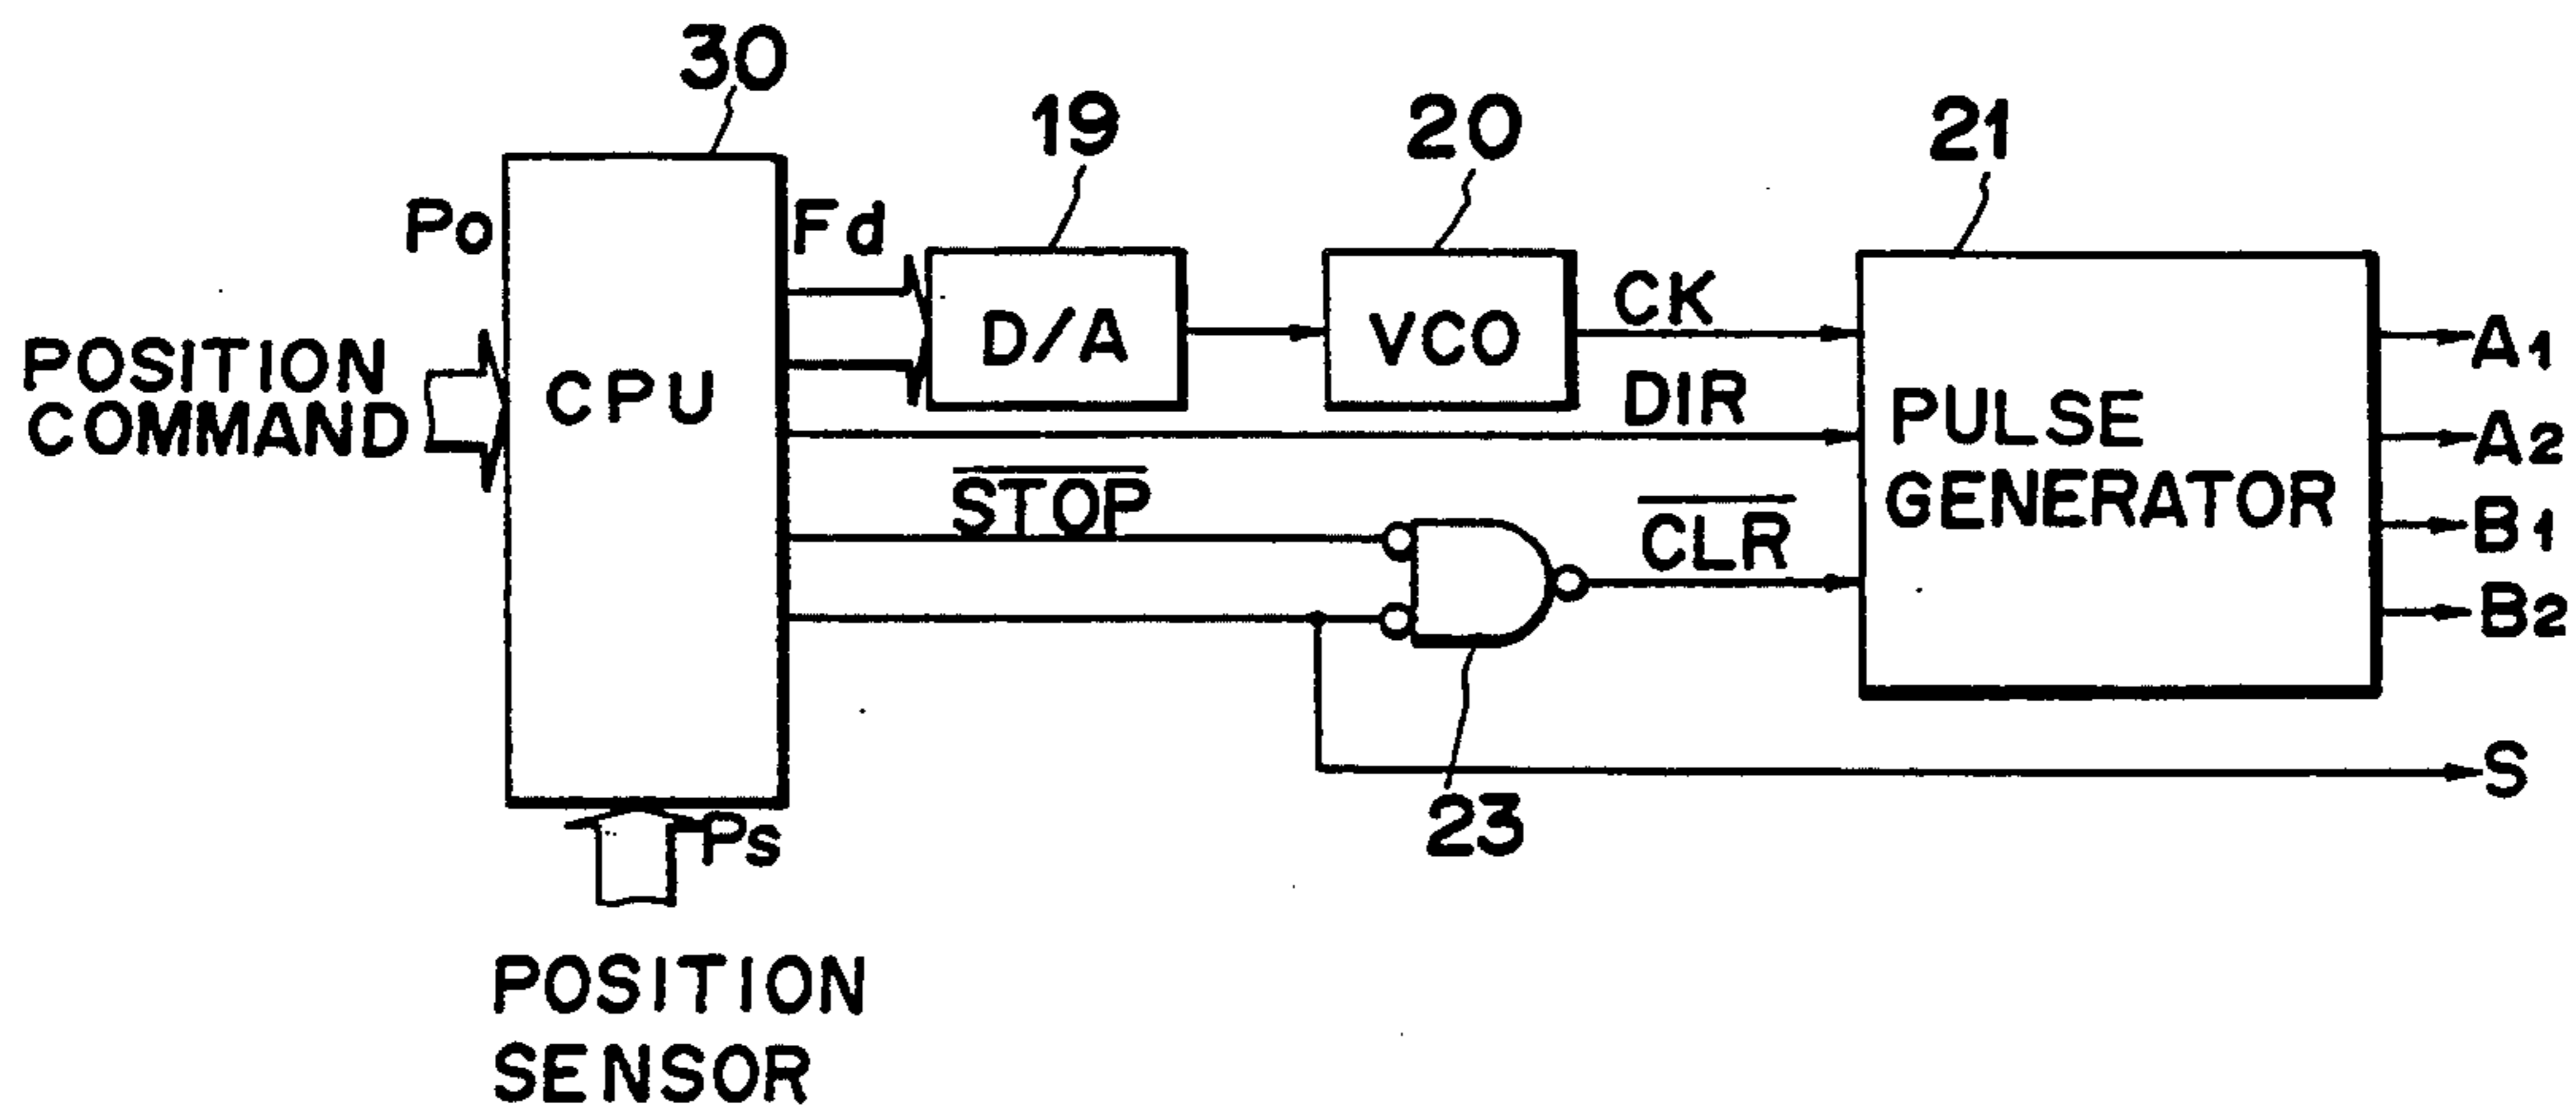 30
19
20
21
Po
Fd
CPU
D/A
VCO
CK
DIR
POSITION
COMMAND
STOP
CLR
PULSE
GENERATOR
A1
A2
B1
B2
S
23
Ps
POSITION
SENSOR